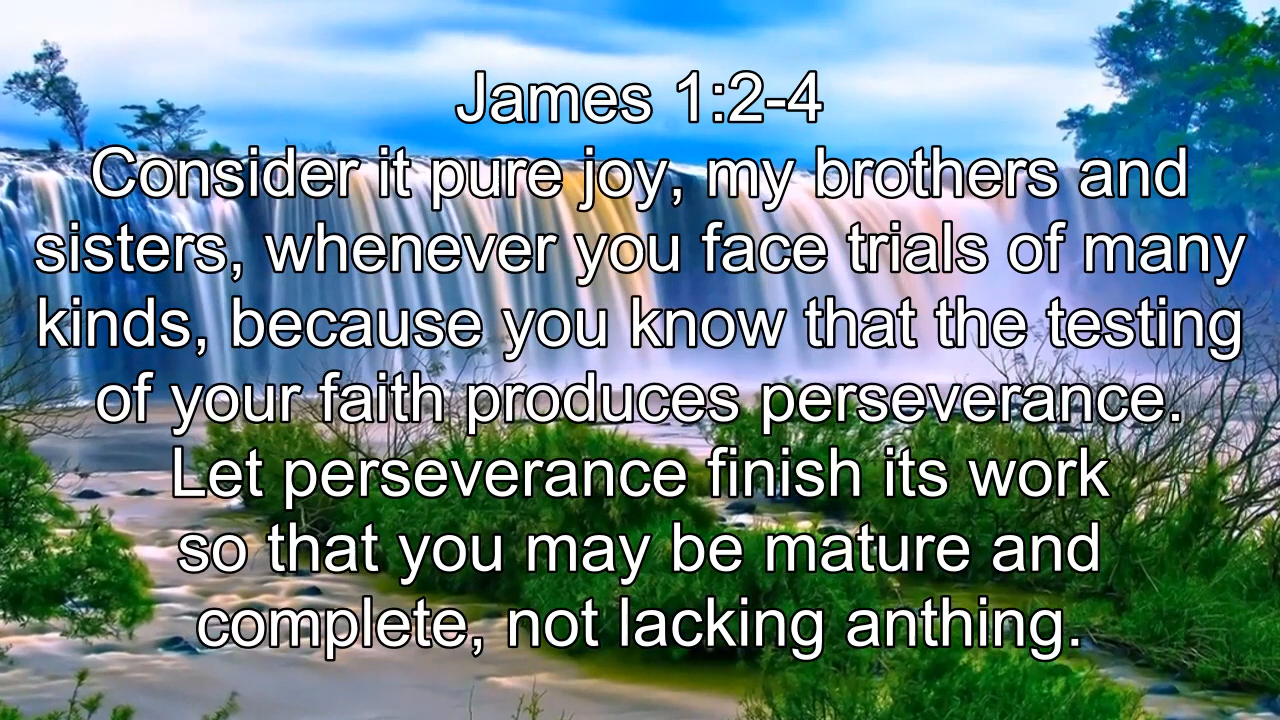 James 1:2-4
Consider it pure joy, my brothers and
sisters, whenever you face trials of many
kinds, because you know that the testing
of your faith produces perseverance.
Let perseverance finish its work
so that you may be mature and
complete, not lacking anthing.